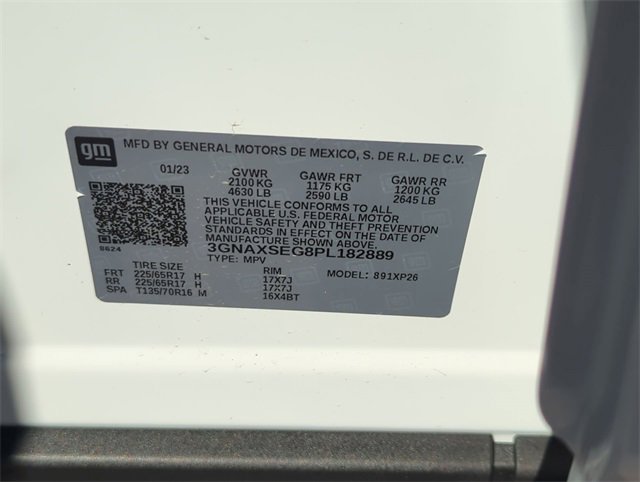 gm MFD BY GENERAL MOTORS DE MEXICO, S. DE R.L. DE C.V.
01/23 GVWR GAWR FRT GAWR RR
2100 KG 1175 KG 1200 KG
4630 LB 2590 LB 2645 LB
THIS VEHICLE CONFORMS TO ALL
APPLICABLE U.S. FEDERAL MOTOR
VEHICLE SAFETY AND THEFT PREVENTION
STANDARDS IN EFFECT ON THE DATE OF
MANUFACTURE SHOWN ABOVE.
3GNAXSEG8PL182889
8624 TYPE: MPV
TIRE SIZE RIM MODEL: 891XP26
FRT 225/65R17 H 17X7J
RR 225/65R17 H 17X7J
SPA T135/70R16 M 16X4BT